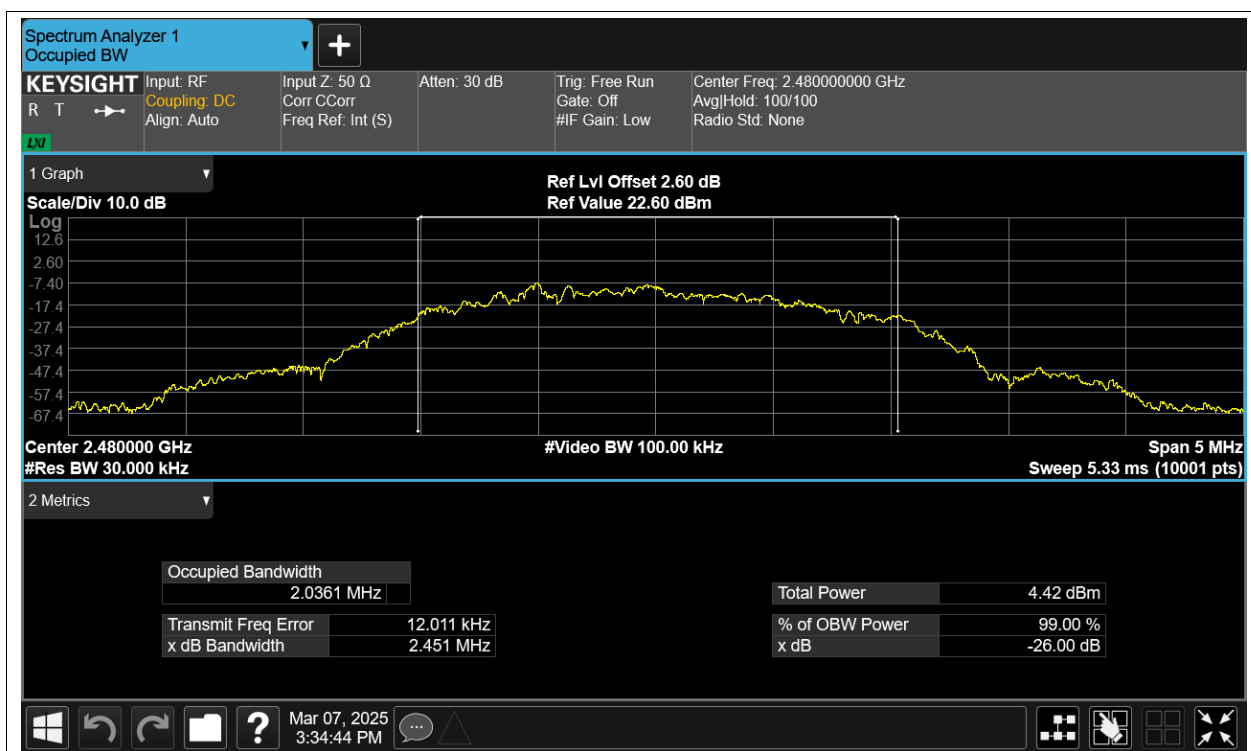 Spectrum Analyzer 1
Occupied BW
+
KEYSIGHT
R T
LXI
Input: RF
Coupling: DC
Align: Auto
Input Z: 50 Ω
Corr CCorr
Freq Ref: Int (S)
Atten: 30 dB
Trig: Free Run
Gate: Off
#IF Gain: Low
Center Freq: 2.480000000 GHz
Avg|Hold: 100/100
Radio Std: None
1 Graph
Scale/Div 10.0 dB
Ref Lvl Offset 2.60 dB
Ref Value 22.60 dBm
Log
12.6
2.60
-7.40
-17.4
-27.4
-37.4
-47.4
-57.4
-67.4
Center 2.480000 GHz
#Video BW 100.00 kHz
Span 5 MHz
#Res BW 30.000 kHz
Sweep 5.33 ms (10001 pts)
2 Metrics
Occupied Bandwidth
2.0361 MHz
Total Power 4.42 dBm
Transmit Freq Error 12.011 kHz
% of OBW Power 99.00 %
x dB Bandwidth 2.451 MHz
x dB -26.00 dB
?
Mar 07, 2025
3:34:44 PM